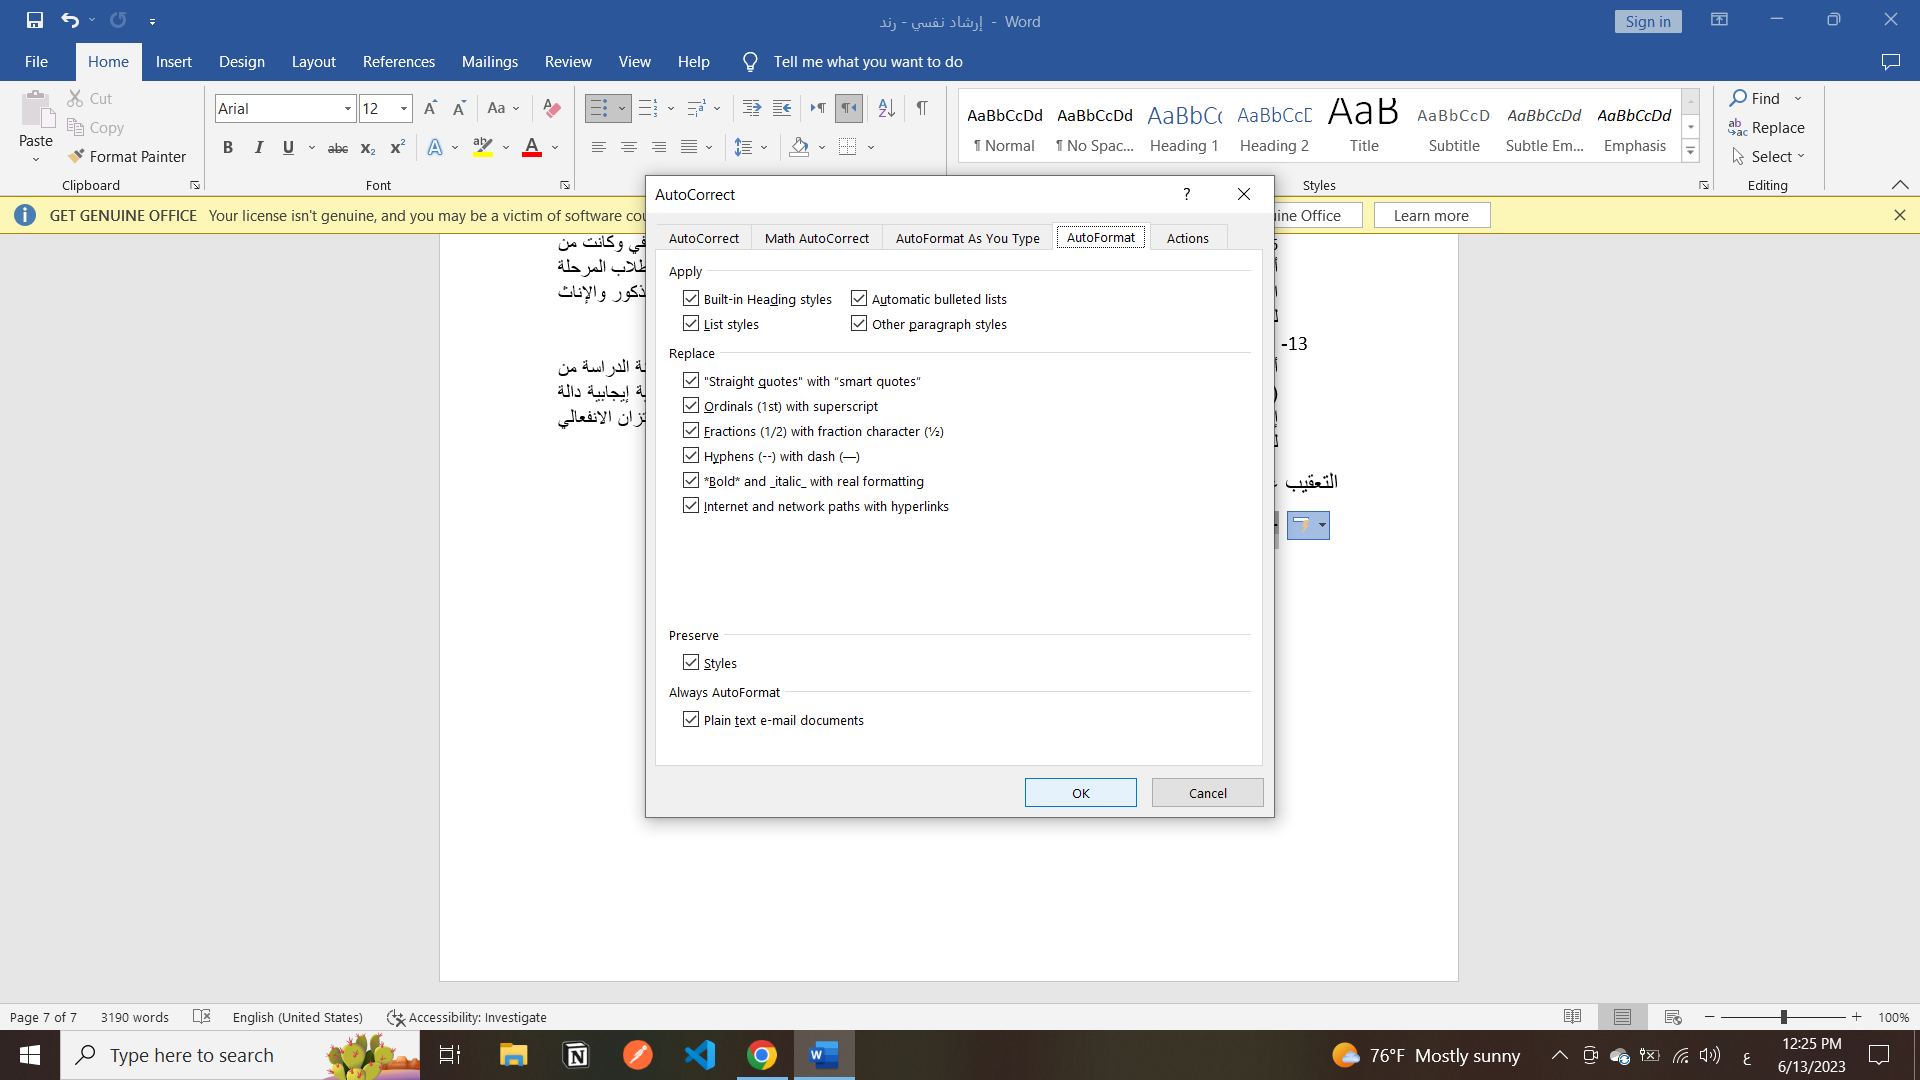 إرشاد نفسي - رند - Word
Sign in
File Home Insert Design Layout References Mailings Review View Help Tell me what you want to do
Paste
Cut
Copy
Format Painter
Clipboard
Arial 12
Font
AaBbCcDd ¶ Normal
AaBbCcDd ¶ No Spac...
AaBbCc Heading 1
AaBbCcD Heading 2
AaB Title
AaBbCcD Subtitle
AaBbCcDd Subtle Em...
AaBbCcDd Emphasis
Styles
Find
Replace
Select
Editing
GET GENUINE OFFICE Your license isn't genuine, and you may be a victim of software cou
ine Office
Learn more
في وكانت من
طلاب المرحلة
ذكور والإناث
13-
ة الدراسة من
ة إيجابية دالة
تزان الانفعالي
التعقيب
AutoCorrect
AutoCorrect Math AutoCorrect AutoFormat As You Type AutoFormat Actions
Apply
Built-in Heading styles Automatic bulleted lists
List styles Other paragraph styles
Replace
"Straight quotes" with “smart quotes”
Ordinals (1st) with superscript
Fractions (1/2) with fraction character (½)
Hyphens (--) with dash (—)
*Bold* and _italic_ with real formatting
Internet and network paths with hyperlinks
Preserve
Styles
Always AutoFormat
Plain text e-mail documents
OK Cancel
Page 7 of 7 3190 words English (United States) Accessibility: Investigate 100%
Type here to search
76°F Mostly sunny
ع
12:25 PM
6/13/2023